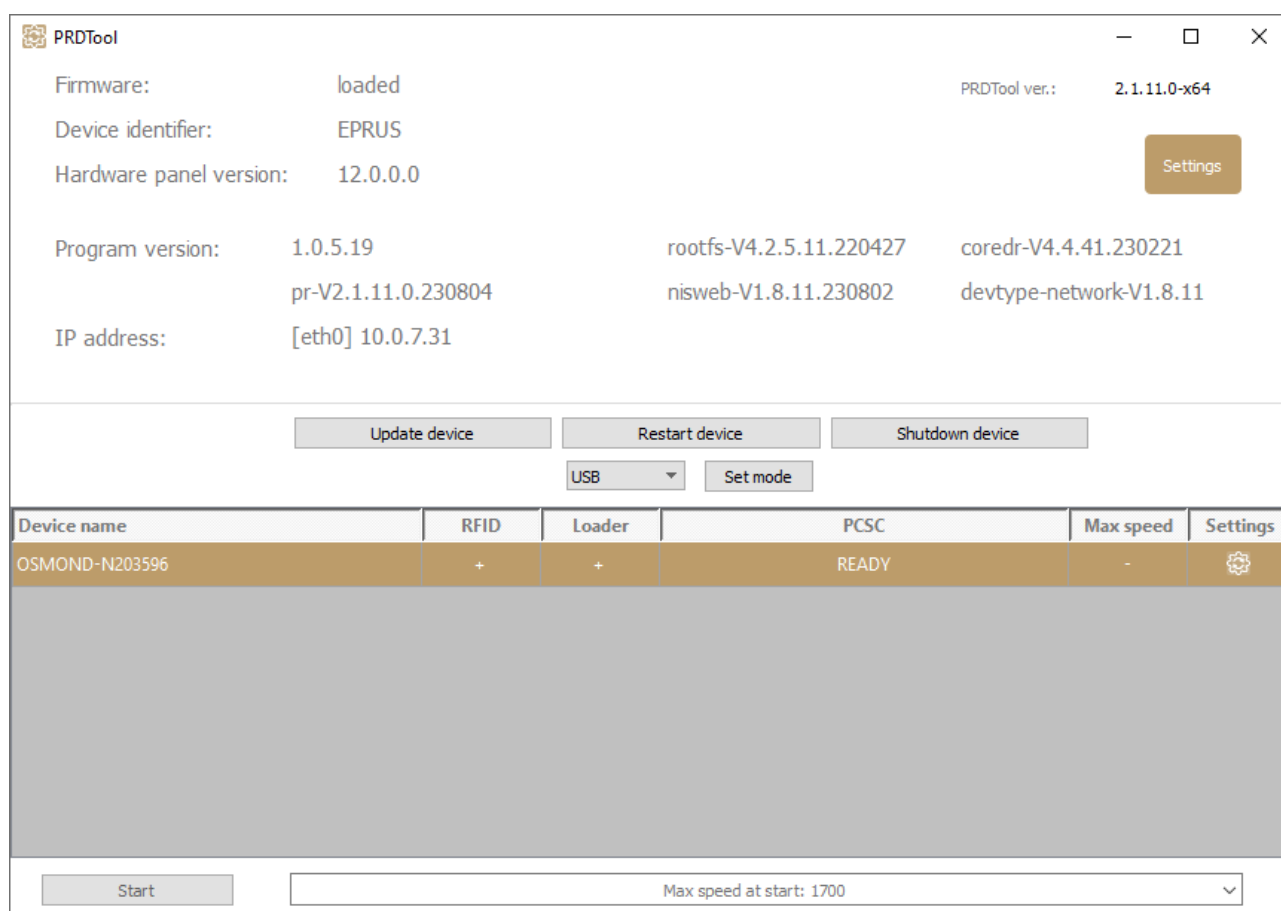 PRDTool
Firmware: loaded PRDTool ver.: 2.1.11.0-x64
Device identifier: EPRUS
Settings
Hardware panel version: 12.0.0.0
Program version: 1.0.5.19 rootfs-V4.2.5.11.220427 coredr-V4.4.41.230221
pr-V2.1.11.0.230804 nisweb-V1.8.11.230802 devtype-network-V1.8.11
IP address: [eth0] 10.0.7.31
Update device Restart device Shutdown device
USB Set mode
Device name RFID Loader PCSC Max speed Settings
OSMOND-N203596 + + READY -
Start Max speed at start: 1700